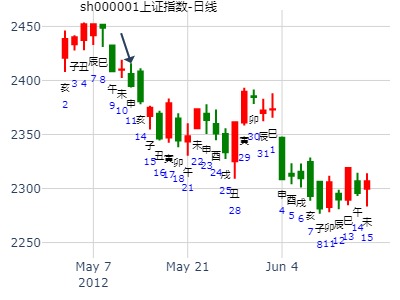 sh000001上证指数-日线
2450
2400
2350
2300
2250
亥
2
子
3
丑
4
辰
7
巳
8
午
9
未
10
申
11
亥
14
子
15
丑
16
寅
17
卯
18
午
21
未
22
申
23
酉
24
戌
25
丑
28
寅
29
卯
30
辰
31
巳
1
申
4
酉
5
戌
6
亥
7
子
8
卯
11
辰
12
巳
13
午
14
未
15
May 7
2012
May 21
Jun 4